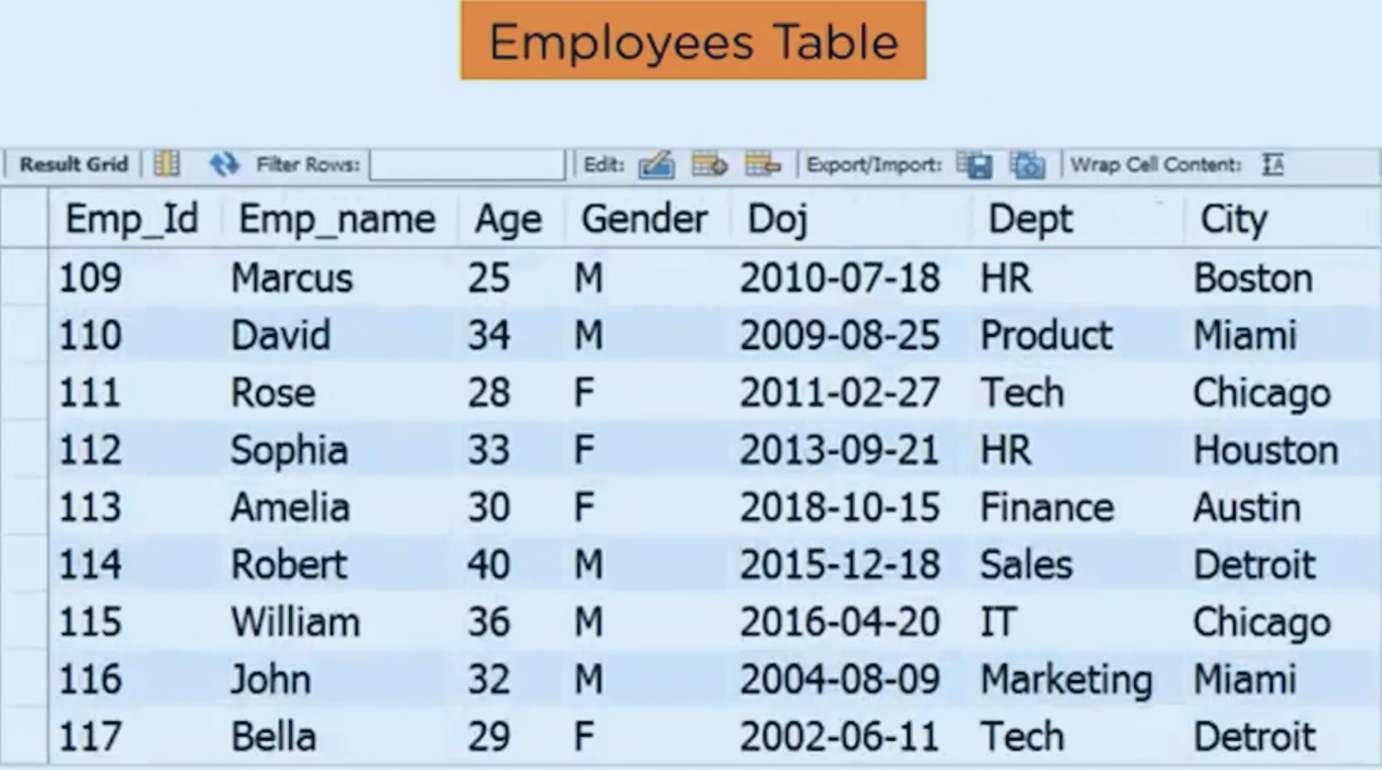 Employees Table
Result Grid Filter Rows: Edit: Export/Import: Wrap Cell Content: IA
Emp_Id Emp_name Age Gender Doj Dept City
109 Marcus 25 M 2010-07-18 HR Boston
110 David 34 M 2009-08-25 Product Miami
111 Rose 28 F 2011-02-27 Tech Chicago
112 Sophia 33 F 2013-09-21 HR Houston
113 Amelia 30 F 2018-10-15 Finance Austin
114 Robert 40 M 2015-12-18 Sales Detroit
115 William 36 M 2016-04-20 IT Chicago
116 John 32 M 2004-08-09 Marketing Miami
117 Bella 29 F 2002-06-11 Tech Detroit